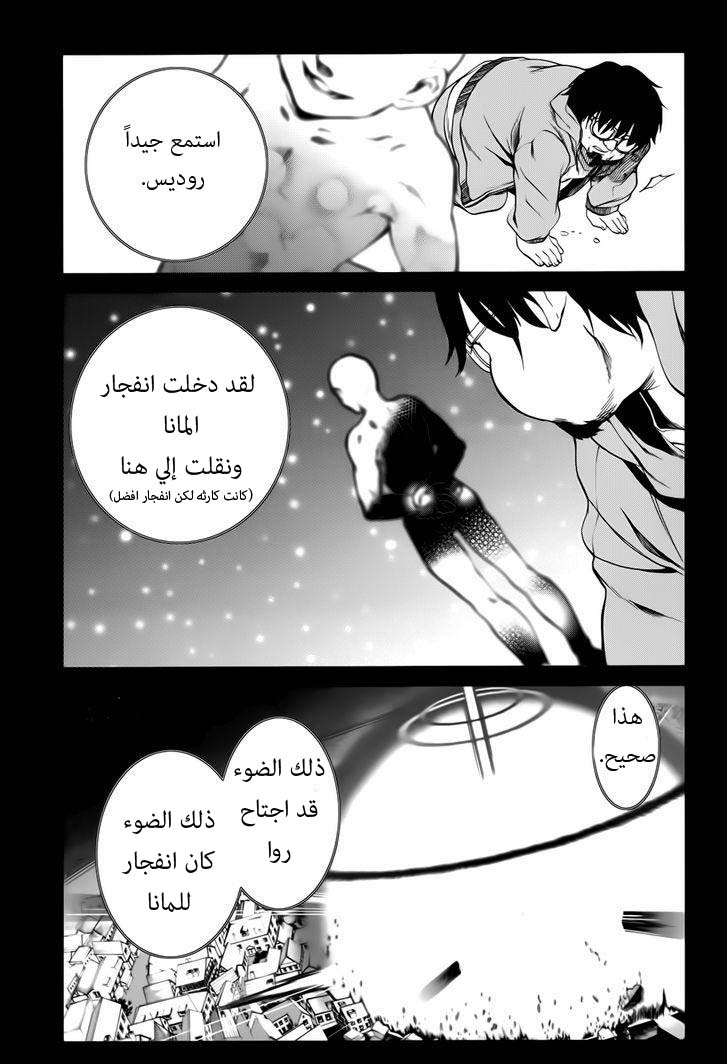 استمع جيداً
روديس.
لقد دخلت انفجار
المانا
ونقلت إلي هنا
(كانت كارثه لكن انفجار افضل)
هذا
صحيح.
ذلك الضوء
قد اجتاح
روا
ذلك الضوء
كان انفجار
للمانا